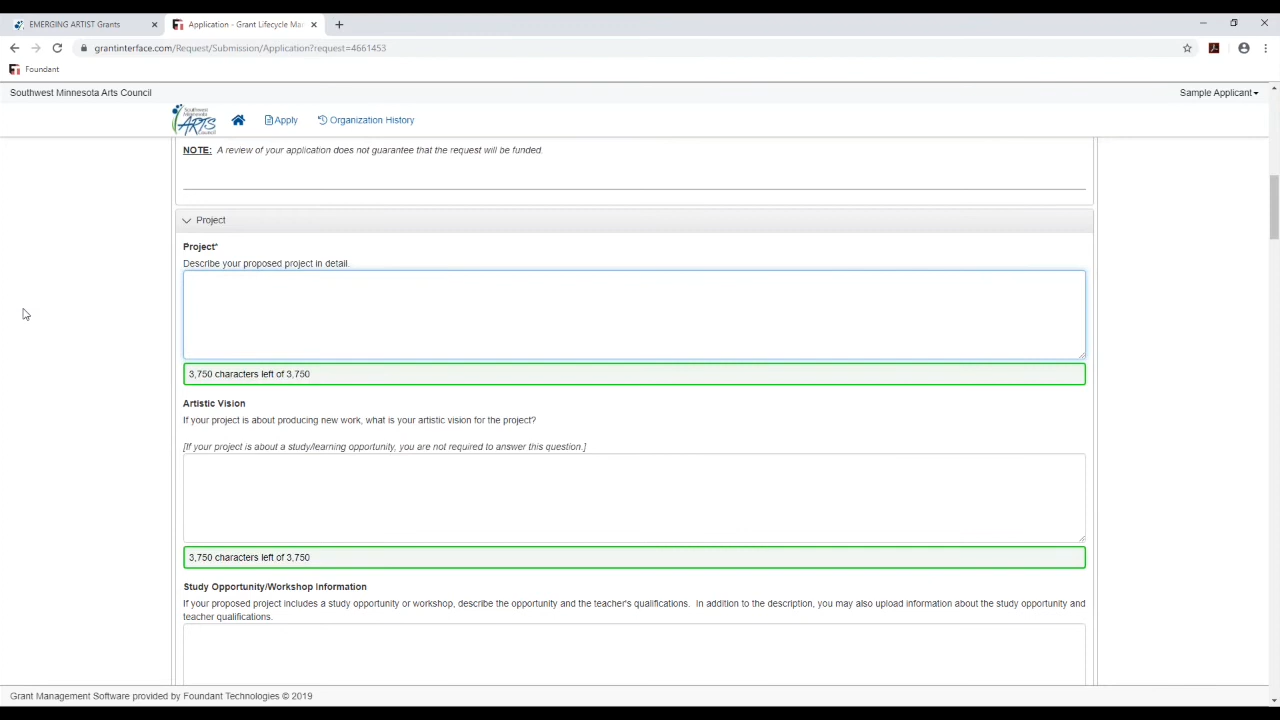 EMERGING ARTIST Grants
Application - Grant Lifecycle Ma
grantinterface.com/Request/Submission/Application?request=4661453
Foundant
Southwest Minnesota Arts Council
Sample Applicant
Southwest
Minnesota
ARTS
Council
Apply
Organization History
NOTE: A review of your application does not guarantee that the request will be funded.
Project
Project*
Describe your proposed project in detail.
3,750 characters left of 3,750
Artistic Vision
If your project is about producing new work, what is your artistic vision for the project?
[If your project is about a study/learning opportunity, you are not required to answer this question.]
3,750 characters left of 3,750
Study Opportunity/Workshop Information
If your proposed project includes a study opportunity or workshop, describe the opportunity and the teacher's qualifications.  In addition to the description, you may also upload information about the study opportunity and
teacher qualifications.
Grant Management Software provided by Foundant Technologies © 2019